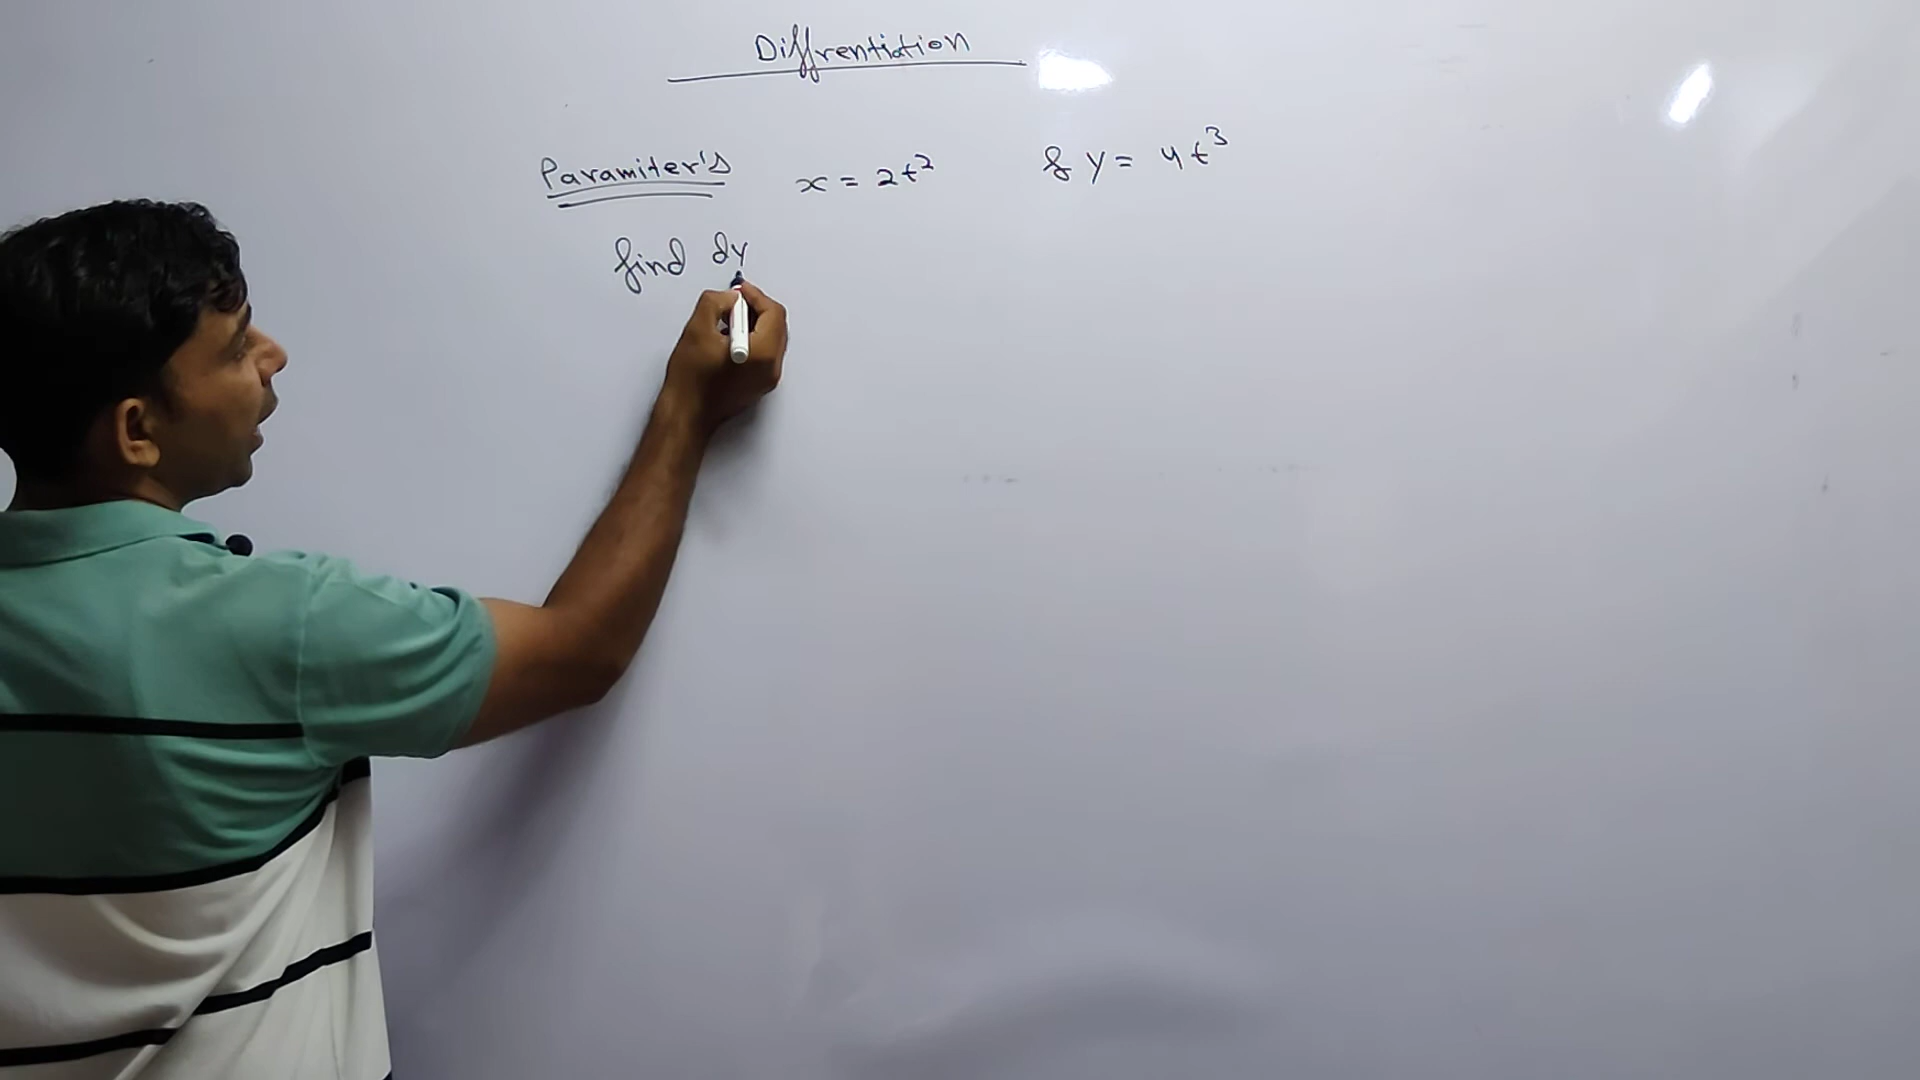 Diffrentiation
Paramiter's x = 2t² & y = 4t³
find dy